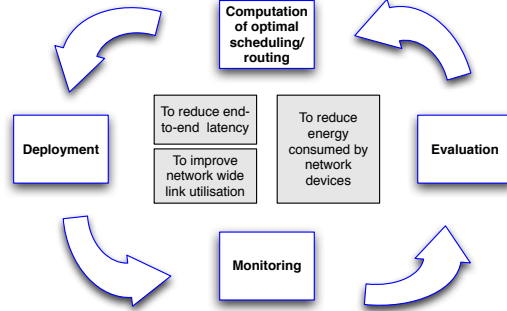 Computation
of optimal
scheduling/
routing
To reduce end-
to-end latency
To improve
network wide
link utilisation
To reduce
energy
consumed by
network
devices
Deployment
Evaluation
Monitoring